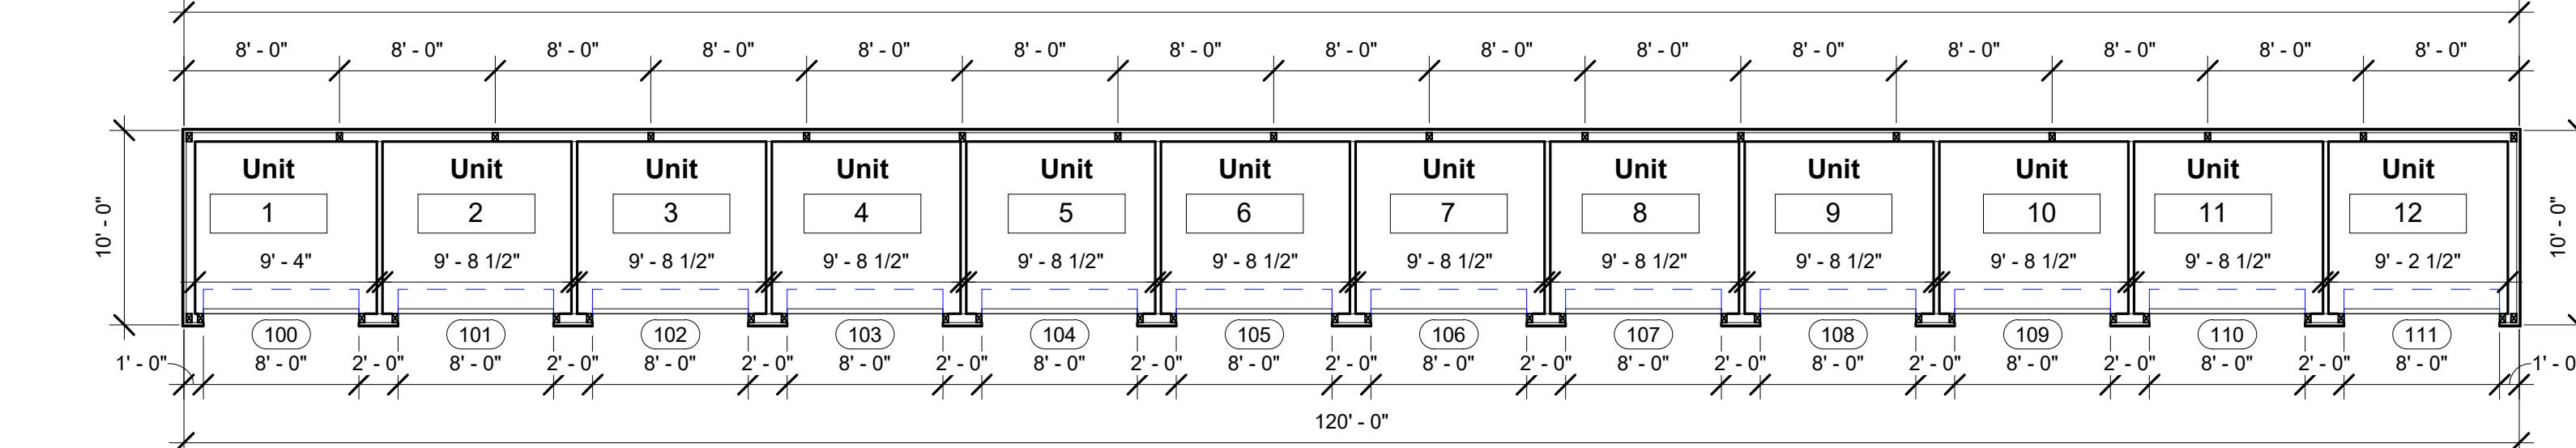 8' - 0" 8' - 0" 8' - 0" 8' - 0" 8' - 0" 8' - 0" 8' - 0" 8' - 0" 8' - 0" 8' - 0" 8' - 0" 8' - 0" 8' - 0" 8' - 0" 8' - 0"
Unit Unit Unit Unit Unit Unit Unit Unit Unit Unit Unit Unit
1 2 3 4 5 6 7 8 9 10 11 12
10' - 0" 10' - 0"
9' - 4" 9' - 8 1/2" 9' - 8 1/2" 9' - 8 1/2" 9' - 8 1/2" 9' - 8 1/2" 9' - 8 1/2" 9' - 8 1/2" 9' - 8 1/2" 9' - 8 1/2" 9' - 8 1/2" 9' - 2 1/2"
100 101 102 103 104 105 106 107 108 109 110 111
1' - 0" 8' - 0" 2' - 0" 8' - 0" 2' - 0" 8' - 0" 2' - 0" 8' - 0" 2' - 0" 8' - 0" 2' - 0" 8' - 0" 2' - 0" 8' - 0" 2' - 0" 8' - 0" 2' - 0" 8' - 0" 2' - 0" 8' - 0" 2' - 0" 8' - 0" 2' - 0" 8' - 0" 1' - 0
120' - 0"